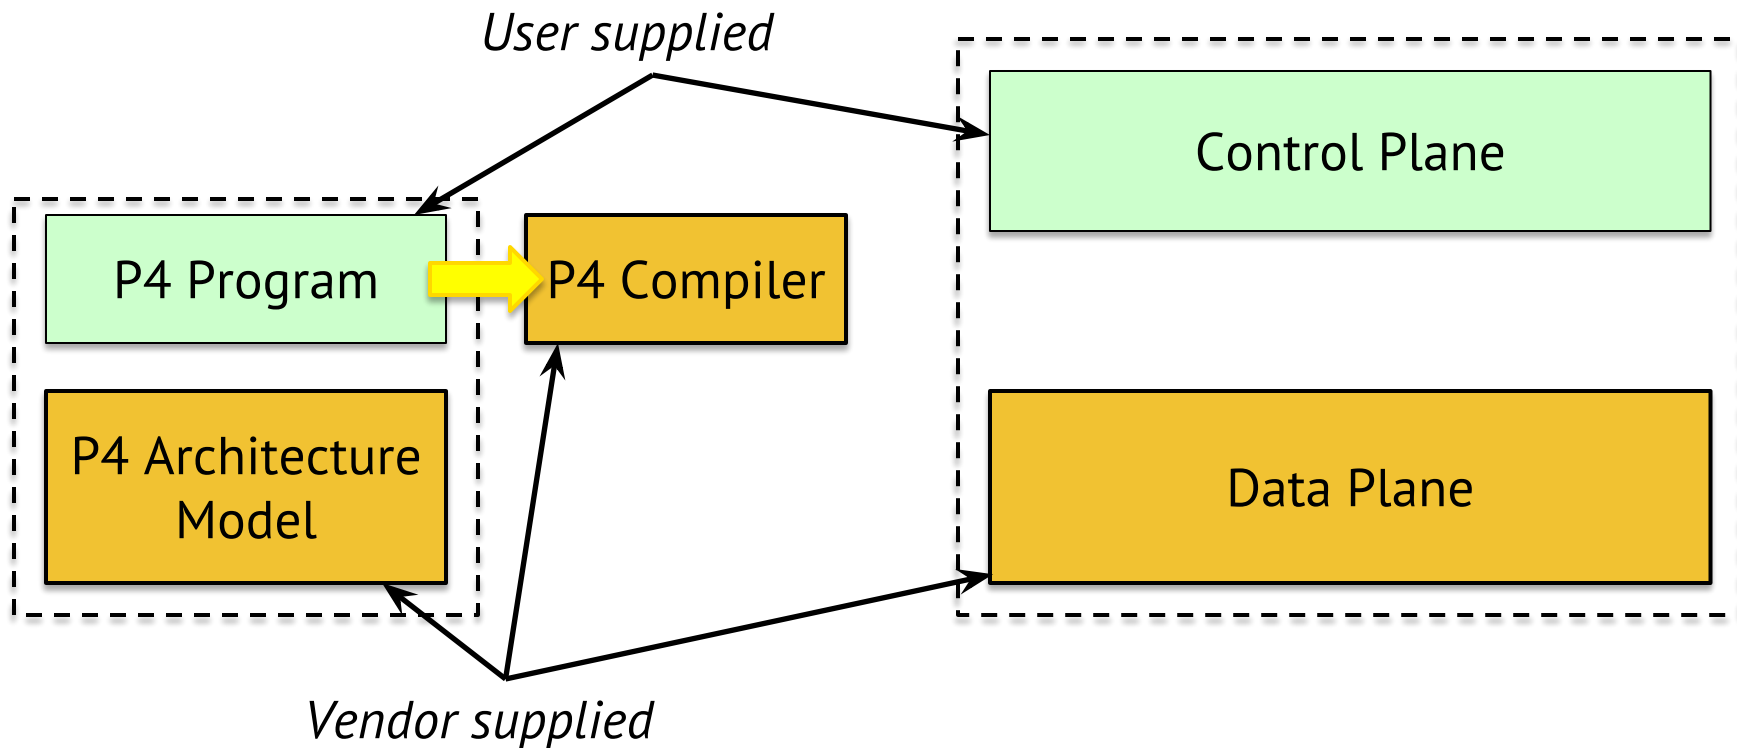 User supplied
Control Plane
P4 Program
P4 Compiler
P4 Architecture
Model
Data Plane
Vendor supplied